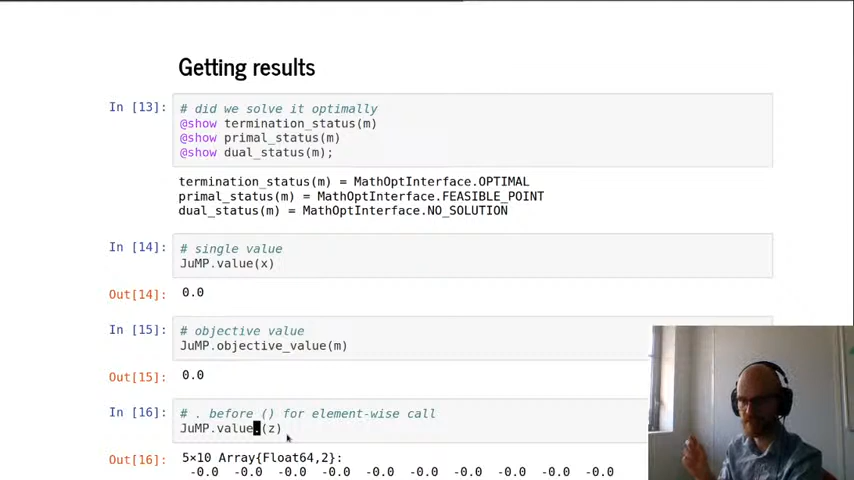 Getting results
In [13]:
# did we solve it optimally
@show termination_status(m)
@show primal_status(m)
@show dual_status(m);
termination_status(m) = MathOptInterface.OPTIMAL
primal_status(m) = MathOptInterface.FEASIBLE_POINT
dual_status(m) = MathOptInterface.NO_SOLUTION
In [14]:
# single value
JuMP.value(x)
Out[14]:
0.0
In [15]:
# objective value
JuMP.objective_value(m)
Out[15]:
0.0
In [16]:
# . before () for element-wise call
JuMP.value.(z)
Out[16]:
5×10 Array{Float64,2}:
-0.0 -0.0 -0.0 -0.0 -0.0 -0.0 -0.0 -0.0 -0.0 -0.0